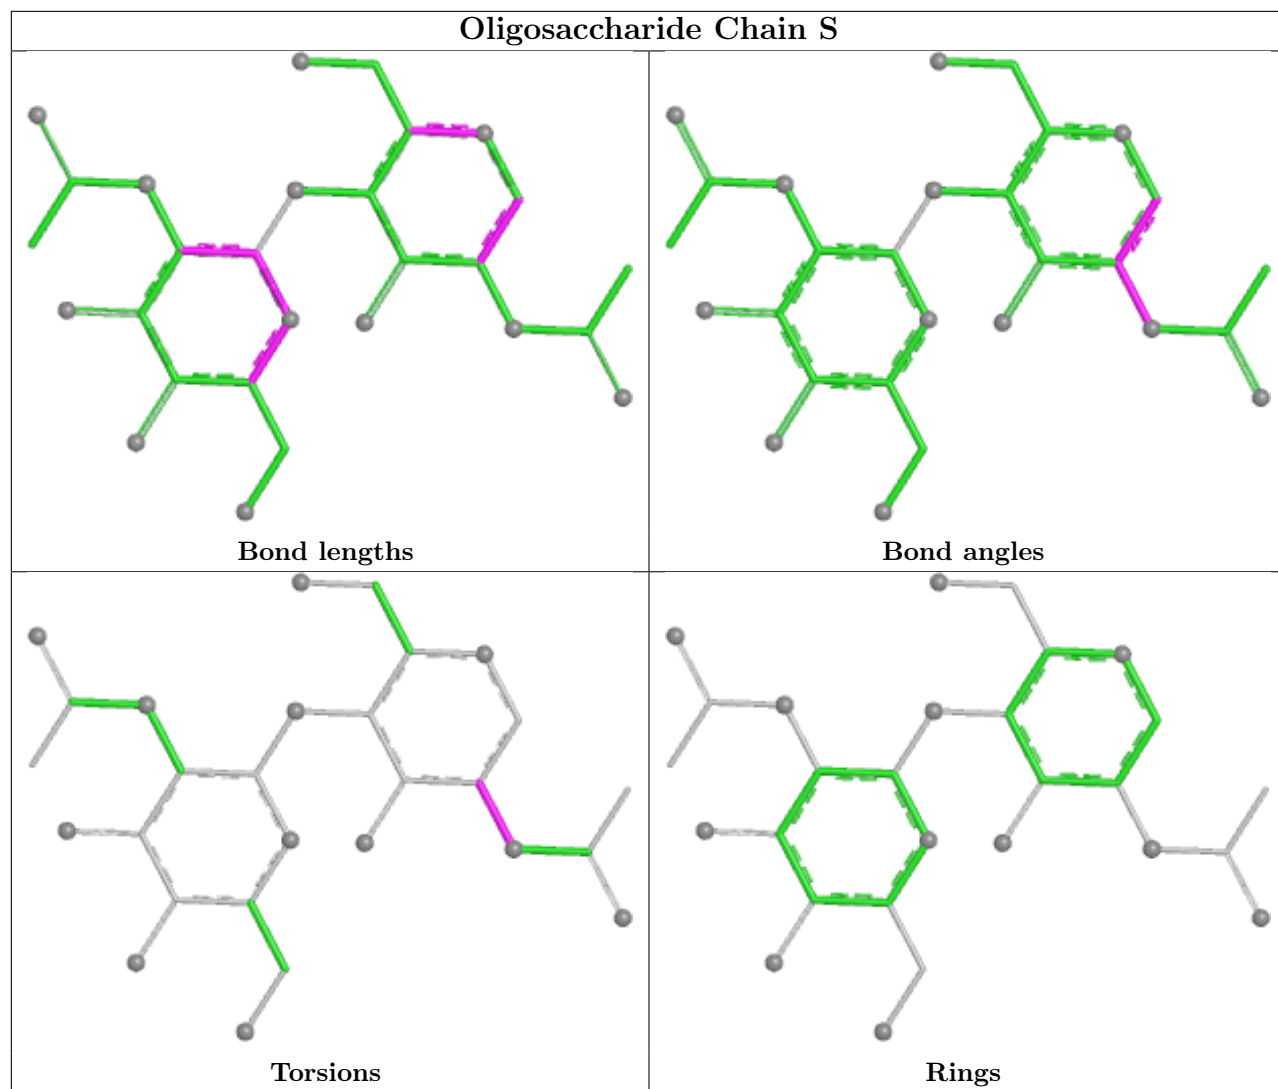 Oligosaccharide Chain S
Bond lengths
Bond angles
Torsions
Rings